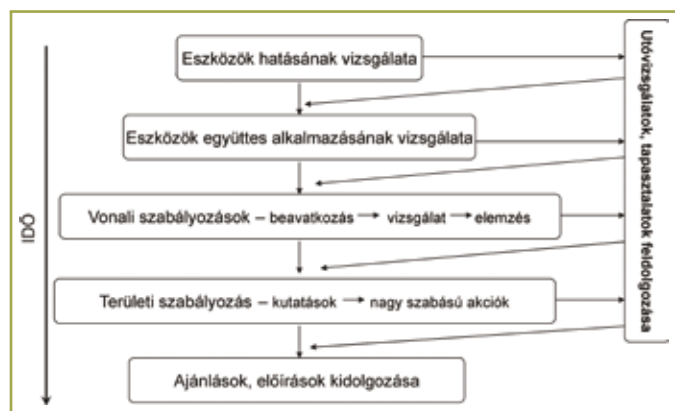 Eszközök hatásának vizsgálata
Eszközök együttes alkalmazásának vizsgálata
Vonali szabályozások – beavatkozás → vizsgálat → elemzés
Területi szabályozás – kutatások → nagy szabású akciók
Ajánlások, előírások kidolgozása
IDŐ
Utóvizsgálatok, tapasztalatok feldolgozása